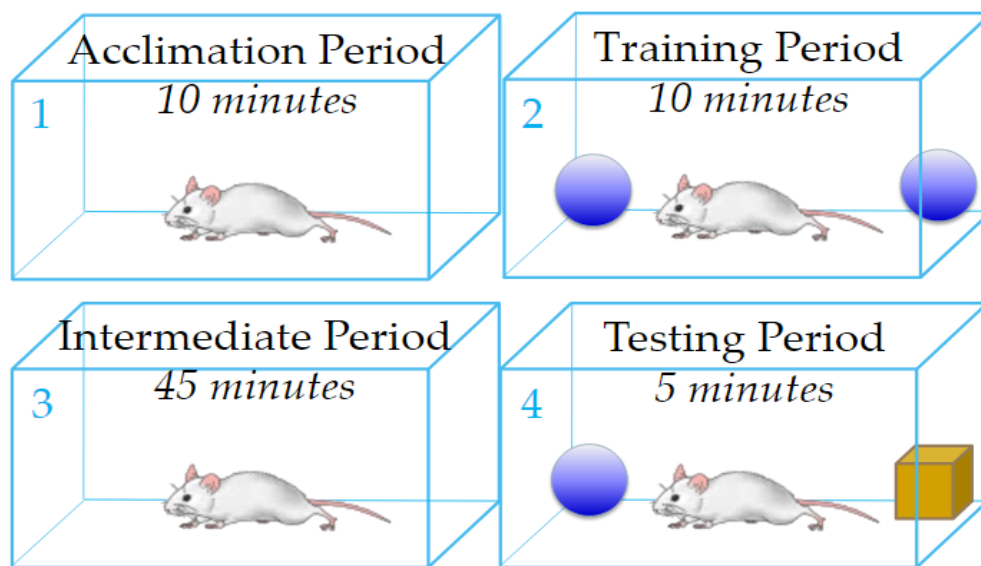 Acclimation Period
10 minutes
1
Training Period
10 minutes
2
Intermediate Period
45 minutes
3
Testing Period
5 minutes
4